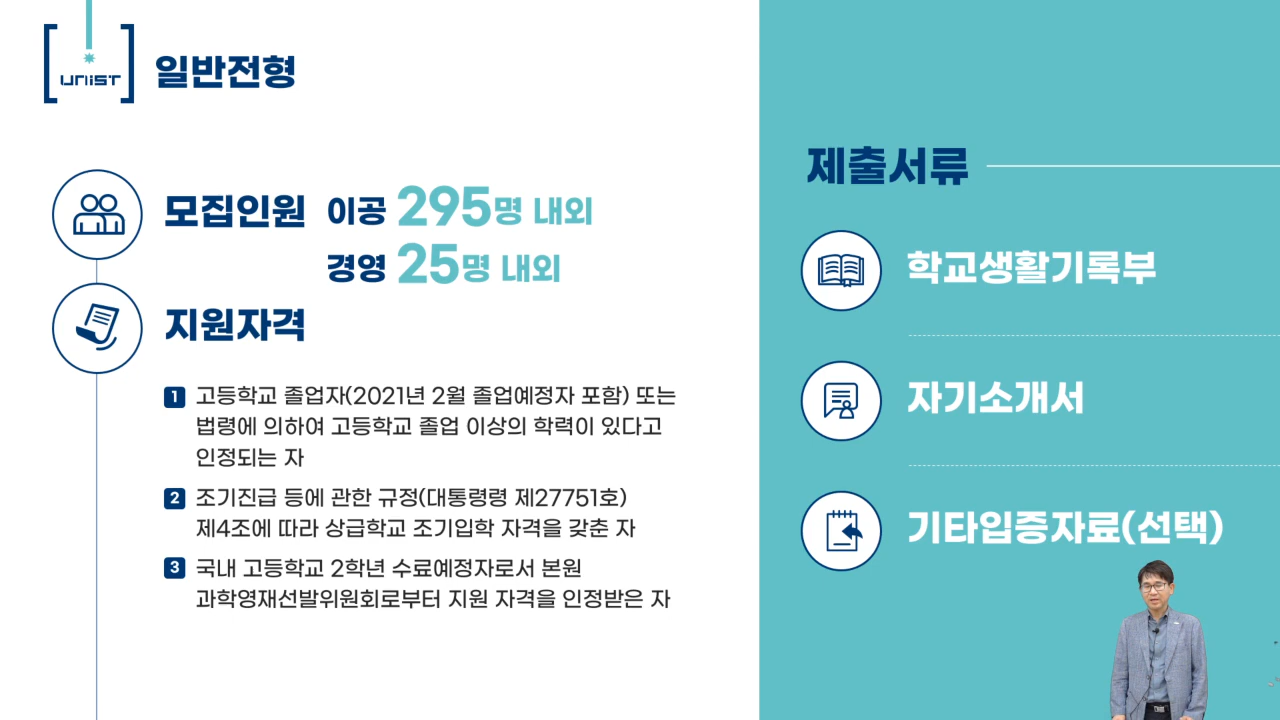 UNIST
일반전형
모집인원 이공 295명 내외
경영 25명 내외
지원자격
1 고등학교 졸업자(2021년 2월 졸업예정자 포함) 또는
법령에 의하여 고등학교 졸업 이상의 학력이 있다고
인정되는 자
2 조기진급 등에 관한 규정(대통령령 제27751호)
제4조에 따라 상급학교 조기입학 자격을 갖춘 자
3 국내 고등학교 2학년 수료예정자로서 본원
과학영재선발위원회로부터 지원 자격을 인정받은 자
제출서류
학교생활기록부
자기소개서
기타입증자료(선택)